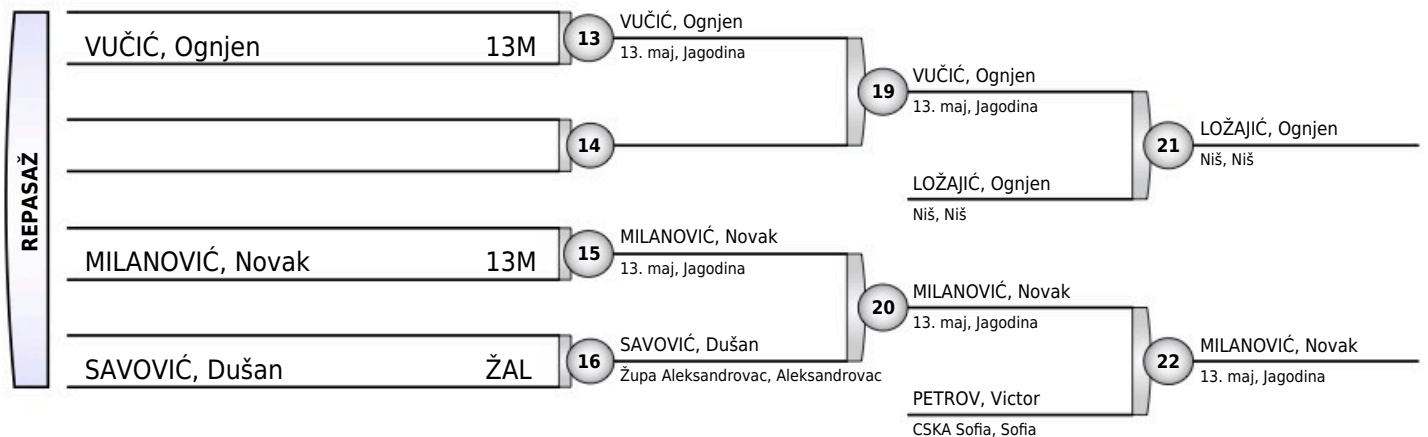 REPASAŽ
VUČIĆ, Ognjen 13M
13
VUČIĆ, Ognjen
13. maj, Jagodina
14
19
VUČIĆ, Ognjen
13. maj, Jagodina
LOŽAJIĆ, Ognjen
Niš, Niš
21
LOŽAJIĆ, Ognjen
Niš, Niš
MILANOVIĆ, Novak 13M
15
MILANOVIĆ, Novak
13. maj, Jagodina
SAVOVIĆ, Dušan ŽAL
16
SAVOVIĆ, Dušan
Župa Aleksandrovac, Aleksandrovac
20
MILANOVIĆ, Novak
13. maj, Jagodina
PETROV, Victor
CSKA Sofia, Sofia
22
MILANOVIĆ, Novak
13. maj, Jagodina